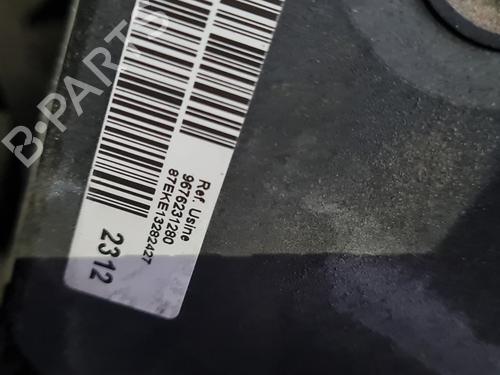 B-PARTS
Ref. Usine
9676231280
87EKE13282427
2312